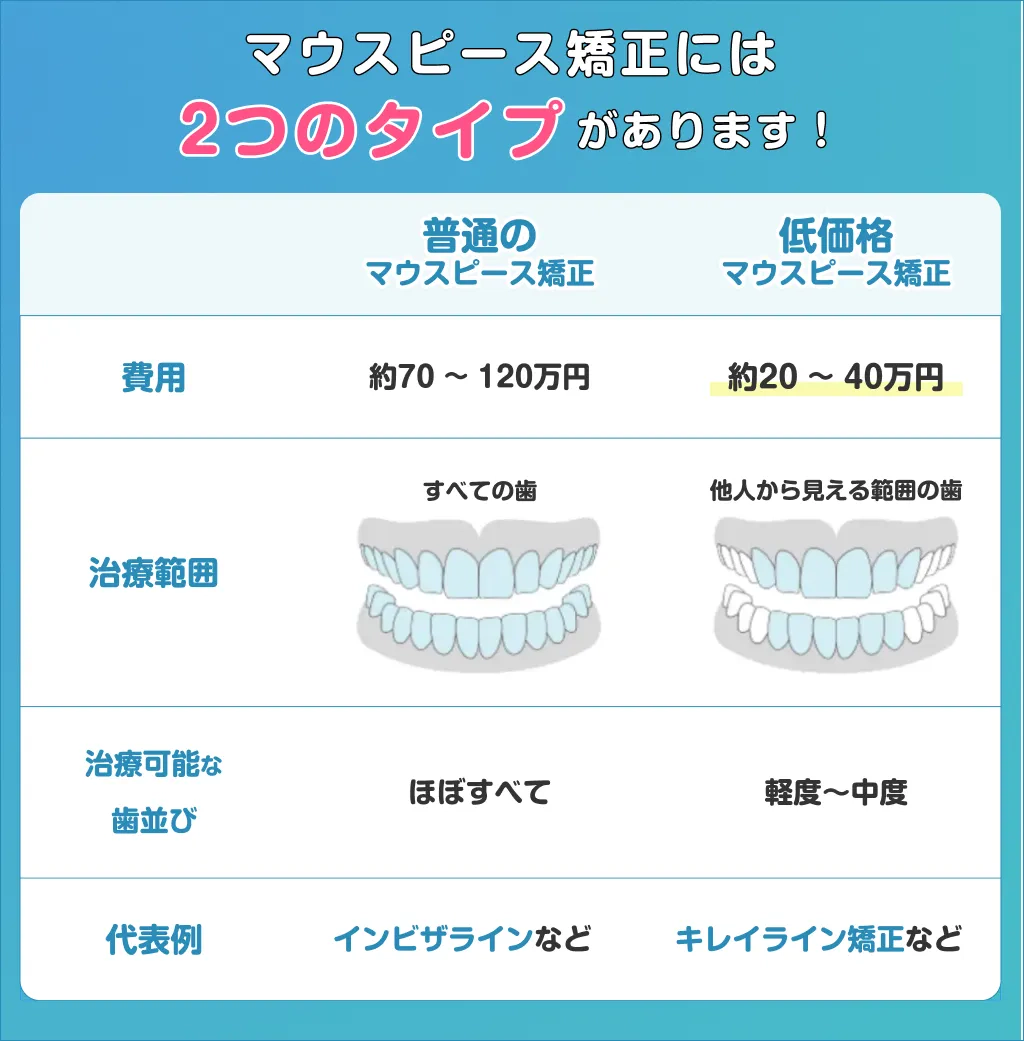 マウスピース矯正には
2つのタイプがあります！
普通の
マウスピース矯正
低価格
マウスピース矯正
費用
約70 〜 120万円
約20 〜 40万円
治療範囲
すべての歯
他人から見える範囲の歯
治療可能な
歯並び
ほぼすべて
軽度〜中度
代表例
インビザラインなど
キレイライン矯正など